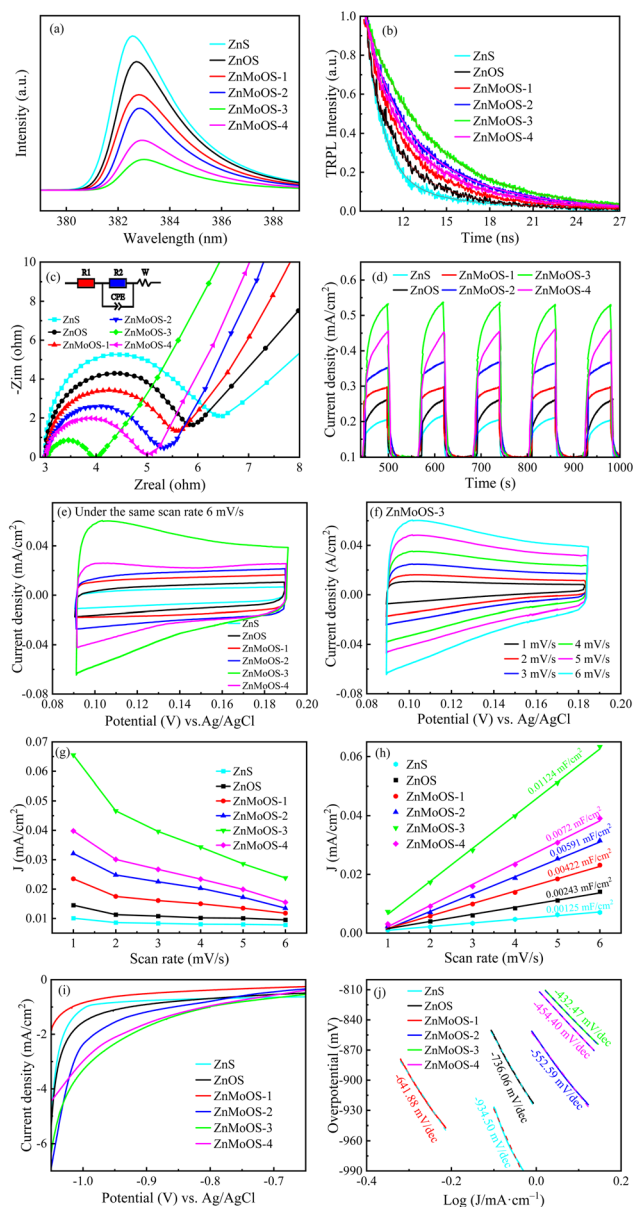 (a)
ZnS
ZnOS
ZnMoOS-1
ZnMoOS-2
ZnMoOS-3
ZnMoOS-4
Intensity (a.u.)
380 382 384 386 388
Wavelength (nm)
(b)
ZnS
ZnOS
ZnMoOS-1
ZnMoOS-2
ZnMoOS-3
ZnMoOS-4
TRPL Intensity (a.u.)
1.0
0.8
0.6
0.4
0.2
0.0
12 15 18 21 24 27
Time (ns)
(c)
R1 R2 W
CPE
ZnS
ZnOS
ZnMoOS-1
ZnMoOS-2
ZnMoOS-3
ZnMoOS-4
-Zim (ohm)
10
8
6
4
2
0
3 4 5 6 7 8
Zreal (ohm)
(d)
ZnS ZnMoOS-1 ZnMoOS-3
ZnOS ZnMoOS-2 ZnMoOS-4
Current density (mA/cm²)
0.6
0.5
0.4
0.3
0.2
0.1
500 600 700 800 900 1000
Time (s)
(e) Under the same scan rate 6 mV/s
Current density (mA/cm²)
0.04
0.00
-0.04
-0.08
ZnS
ZnOS
ZnMoOS-1
ZnMoOS-2
ZnMoOS-3
ZnMoOS-4
0.08 0.10 0.12 0.14 0.16 0.18 0.20
Potential (V) vs.Ag/AgCl
(f) ZnMoOS-3
Current density (A/cm²)
0.04
0.00
-0.04
-0.08
1 mV/s 4 mV/s
2 mV/s 5 mV/s
3 mV/s 6 mV/s
0.08 0.10 0.12 0.14 0.16 0.18 0.20
Potential (V) vs. Ag/AgCl
(g)
ZnS
ZnOS
ZnMoOS-1
ZnMoOS-2
ZnMoOS-3
ZnMoOS-4
J (mA/cm²)
0.07
0.06
0.05
0.04
0.03
0.02
0.01
1 2 3 4 5 6
Scan rate (mV/s)
(h)
ZnS
ZnOS
ZnMoOS-1
ZnMoOS-2
ZnMoOS-3
ZnMoOS-4
0.01124 mF/cm²
0.0072 mF/cm²
0.00591 mF/cm²
0.00422 mF/cm²
0.00243 mF/cm²
0.00125 mF/cm²
J (mA/cm²)
0.07
0.06
0.05
0.04
0.03
0.02
0.01
0.00
1 2 3 4 5 6
Scan rate (mV/s)
(i)
ZnS
ZnOS
ZnMoOS-1
ZnMoOS-2
ZnMoOS-3
ZnMoOS-4
Current density (mA/cm²)
0
-2
-4
-6
-1.0 -0.9 -0.8 -0.7
Potential (V) vs. Ag/AgCl
(j)
ZnS
ZnOS
ZnMoOS-1
ZnMoOS-2
ZnMoOS-3
ZnMoOS-4
-432.47 mV/dec
-454.40 mV/dec
-552.59 mV/dec
-736.06 mV/dec
-641.88 mV/dec
-934.50 mV/dec
Overpotential (mV)
-810
-840
-870
-900
-930
-960
-990
-0.4 -0.2 0.0 0.2
Log (J/mA·cm⁻¹)